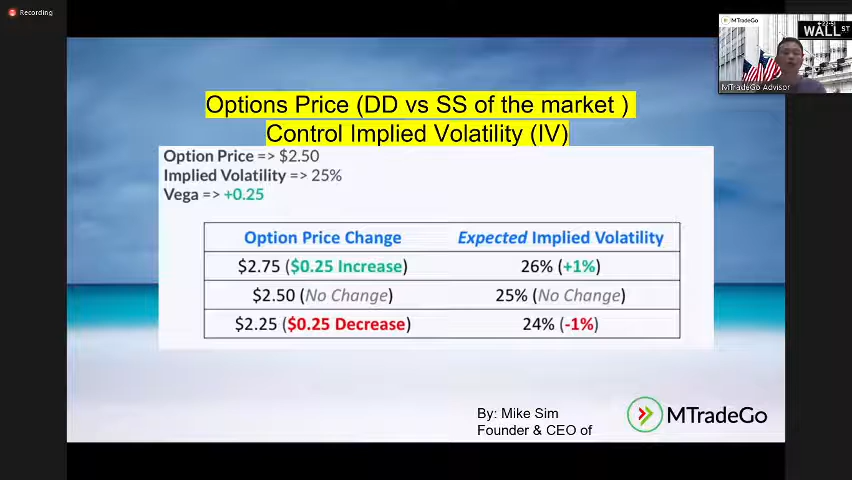 Recording
MTradeGo
WALL ST
MTradeGo Advisor
Options Price (DD vs SS of the market )
Control Implied Volatility (IV)
Option Price => $2.50
Implied Volatility => 25%
Vega => +0.25
Option Price Change Expected Implied Volatility
$2.75 ($0.25 Increase) 26% (+1%)
$2.50 (No Change) 25% (No Change)
$2.25 ($0.25 Decrease) 24% (-1%)
By: Mike Sim
Founder & CEO of
MTradeGo